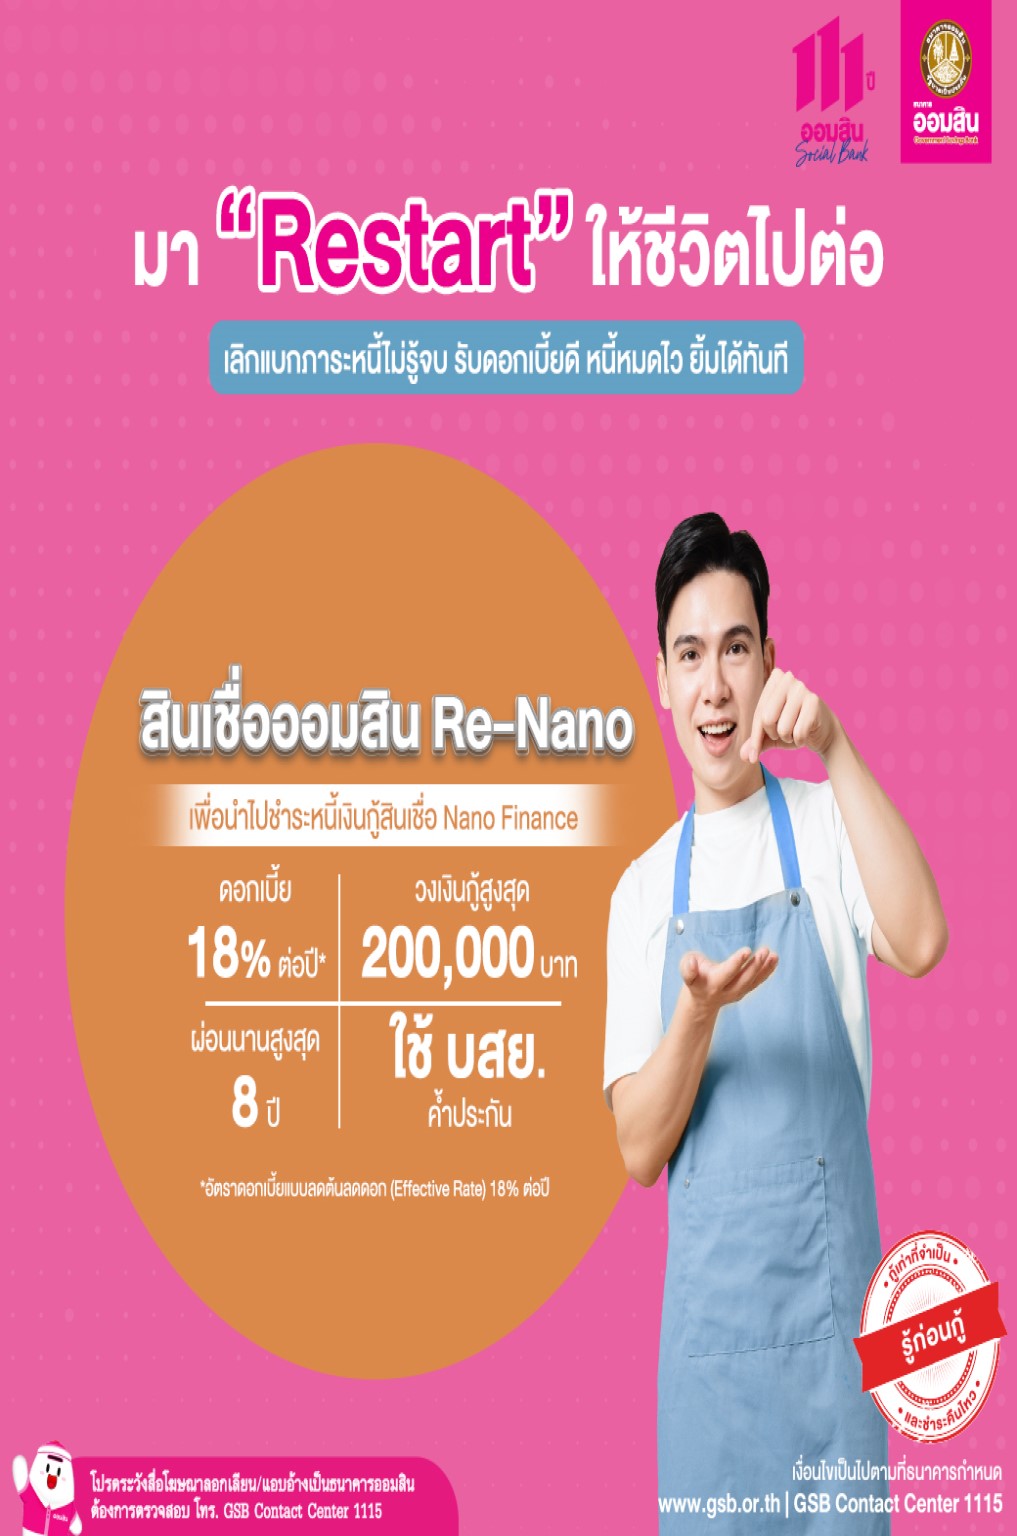 111 ปี
ออมสิน
Social Bank
ธนาคาร
ออมสิน
Government Savings Bank
มา “Restart” ให้ชีวิตไปต่อ
เลิกแบกภาระหนี้ไม่รู้จบ รับดอกเบี้ยดี หนี้หมดไว ยิ้มได้ทันที
สินเชื่อออมสิน Re-Nano
เพื่อนำไปชำระหนี้เงินกู้สินเชื่อ Nano Finance
ดอกเบี้ย
18% ต่อปี*
วงเงินกู้สูงสุด
200,000 บาท
ผ่อนนานสูงสุด
8 ปี
ใช้ บสย.
ค้ำประกัน
*อัตราดอกเบี้ยแบบลดต้นลดดอก (Effective Rate) 18% ต่อปี
กู้เท่าที่จำเป็น
รู้ก่อนกู้
และชำระคืนไหว
โปรดระวังสื่อโฆษณาลอกเลียน/แอบอ้างเป็นธนาคารออมสิน
ต้องการตรวจสอบ โทร. GSB Contact Center 1115
เงื่อนไขเป็นไปตามที่ธนาคารกำหนด
www.gsb.or.th | GSB Contact Center 1115